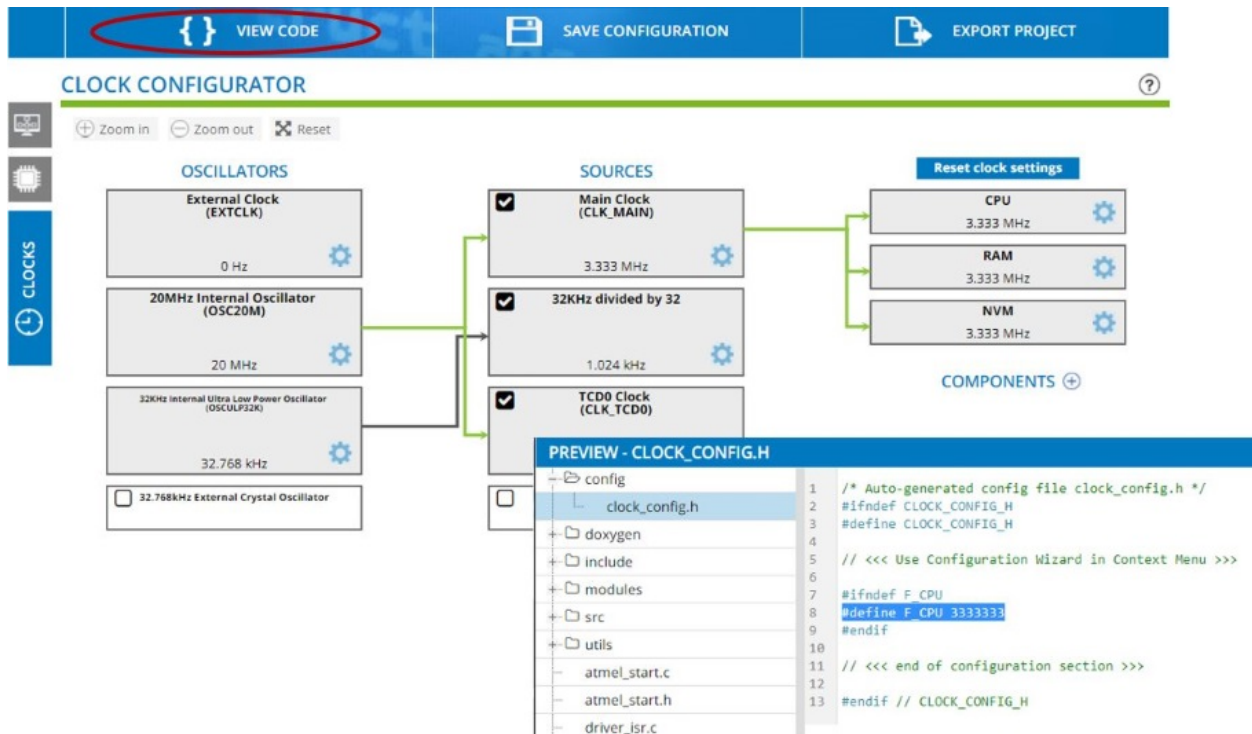 { } VIEW CODE
SAVE CONFIGURATION
EXPORT PROJECT
CLOCK CONFIGURATOR
?
Zoom in
Zoom out
Reset
CLOCKS
OSCILLATORS
External Clock
(EXTCLK)
0 Hz
20MHz Internal Oscillator
(OSC20M)
20 MHz
32KHz Internal Ultra Low Power Oscillator
(OSCULP32K)
32.768 kHz
32.768kHz External Crystal Oscillator
SOURCES
Main Clock
(CLK_MAIN)
3.333 MHz
32KHz divided by 32
1.024 kHz
TCD0 Clock
(CLK_TCD0)
Reset clock settings
CPU
3.333 MHz
RAM
3.333 MHz
NVM
3.333 MHz
COMPONENTS
PREVIEW - CLOCK_CONFIG.H
config
clock_config.h
doxygen
include
modules
src
utils
atmel_start.c
atmel_start.h
driver_isr.c
1 /* Auto-generated config file clock_config.h */
2 #ifndef CLOCK_CONFIG_H
3 #define CLOCK_CONFIG_H
4
5 // <<< Use Configuration Wizard in Context Menu >>>
6
7 #ifndef F_CPU
8 #define F_CPU 3333333
9 #endif
10
11 // <<< end of configuration section >>>
12
13 #endif // CLOCK_CONFIG_H